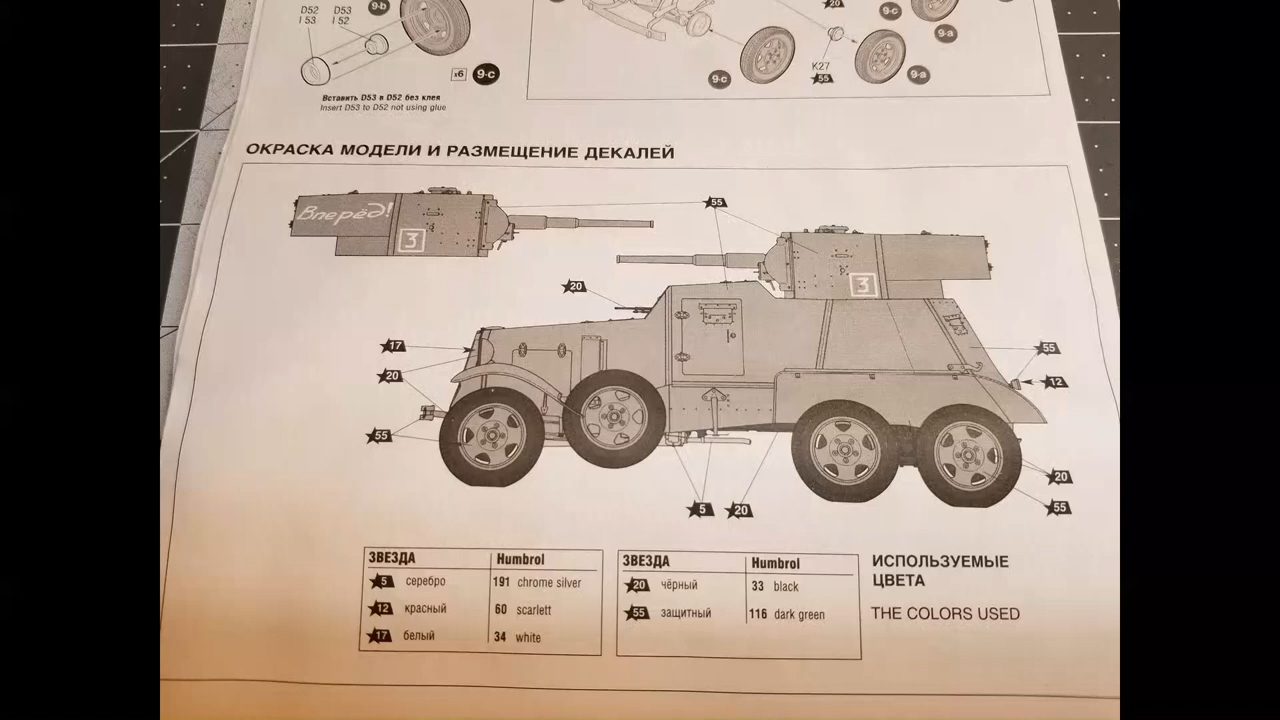 D52 D53
I 53 I 52
9-b
x6 9-c
Вставить D53 в D52 без клея
Insert D53 to D52 not using glue
20
9-c
9-a
K27
55
9-c
9-a
ОКРАСКА МОДЕЛИ И РАЗМЕЩЕНИЕ ДЕКАЛЕЙ
Вперёд!
3
55
3
20
17
20
55
55
12
20
55
5 20
ЗВЕЗДА Humbrol
5 серебро 191 chrome silver
12 красный 60 scarlett
17 белый 34 white
ЗВЕЗДА Humbrol
20 чёрный 33 black
55 защитный 116 dark green
ИСПОЛЬЗУЕМЫЕ
ЦВЕТА
THE COLORS USED